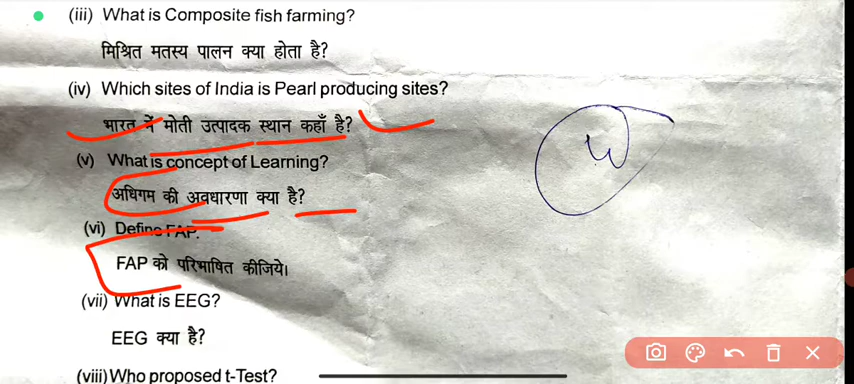 (iii) What is Composite fish farming?
मिश्रित मतस्य पालन क्या होता है?
(iv) Which sites of India is Pearl producing sites?
भारत में मोती उत्पादक स्थान कहाँ है?
(v) What is concept of Learning?
अधिगम की अवधारणा क्या है?
(vi) Define FAP.
FAP को परिभाषित कीजिये।
(vii) What is EEG?
EEG क्या है?
(viii) Who proposed t-Test?